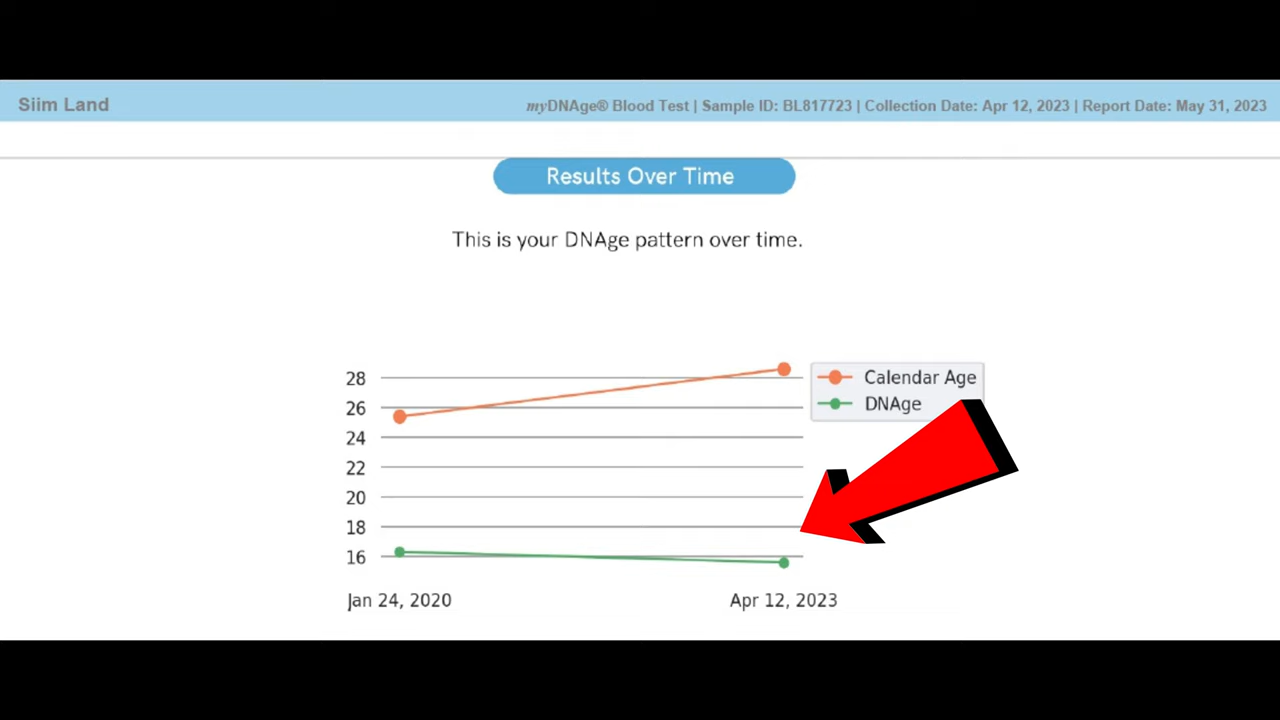 Siim Land
myDNAge® Blood Test | Sample ID: BL817723 | Collection Date: Apr 12, 2023 | Report Date: May 31, 2023
Results Over Time
This is your DNAge pattern over time.
28
26
24
22
20
18
16
Jan 24, 2020
Apr 12, 2023
Calendar Age
DNAge